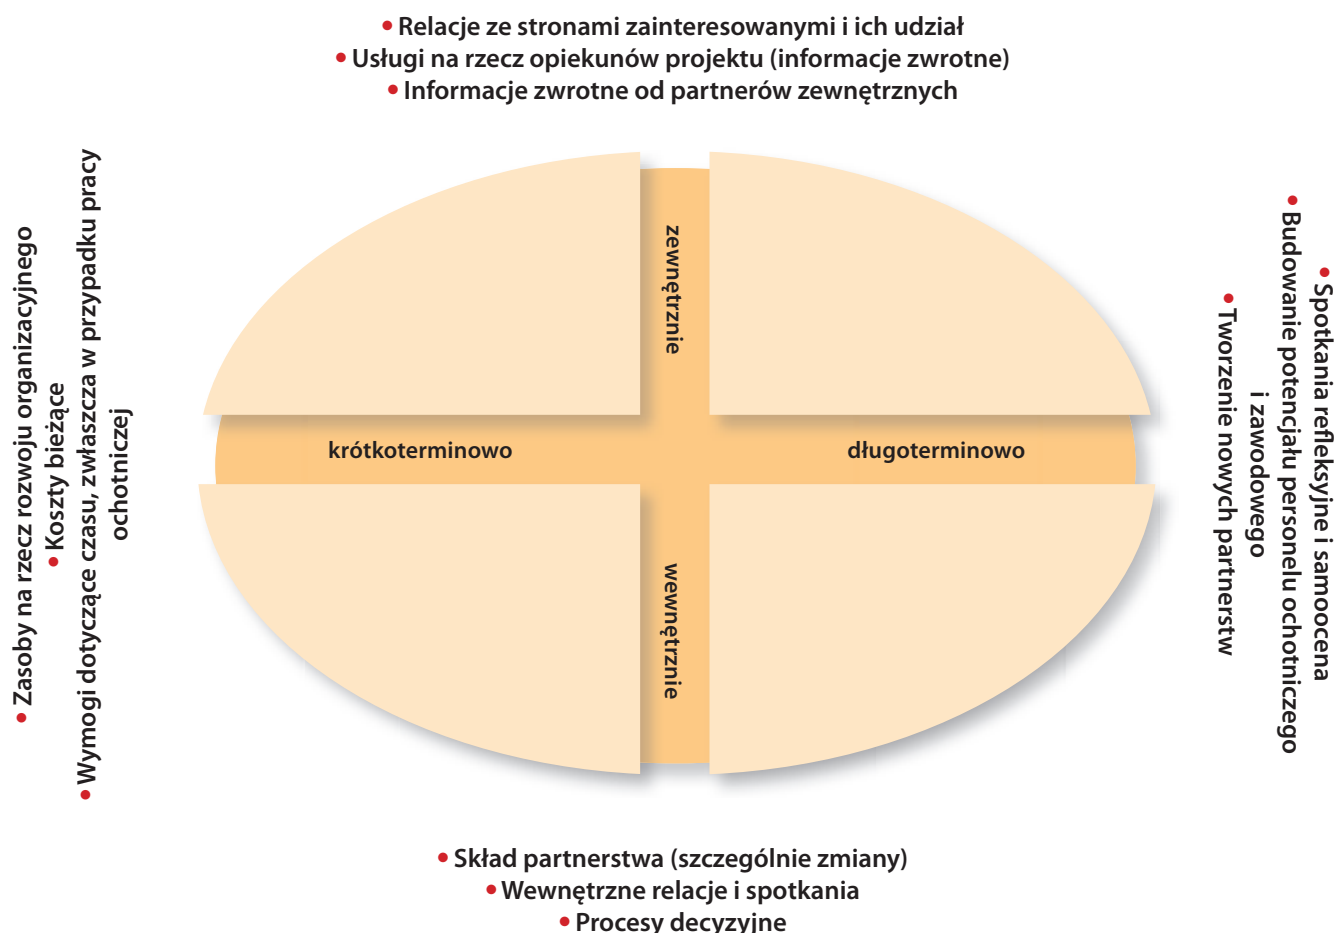 • Relacje ze stronami zainteresowanymi i ich udział
• Usługi na rzecz opiekunów projektu (informacje zwrotne)
• Informacje zwrotne od partnerów zewnętrznych
• Zasoby na rzecz rozwoju organizacyjnego
• Koszty bieżące
• Wymogi dotyczące czasu, zwłaszcza w przypadku pracy
ochotniczej
zewnętrznie
krótkoterminowo
długoterminowo
wewnętrznie
• Spotkania refleksyjne i samoocena
• Budowanie potencjału personelu ochotniczego
i zawodowego
• Tworzenie nowych partnerstw
• Skład partnerstwa (szczególnie zmiany)
• Wewnętrzne relacje i spotkania
• Procesy decyzyjne